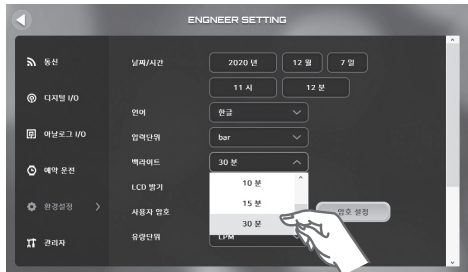 ENGNEER SETTING
통신
디지털 I/O
아날로그 I/O
예약 운전
환경설정
관리자
날짜/시간 2020 년 12 월 7 일
11 시 12 분
언어 한글
압력단위 bar
백라이트 30 분
10 분
15 분
30 분
LCD 밝기
사용자 암호 암호 설정
유량단위 LPM